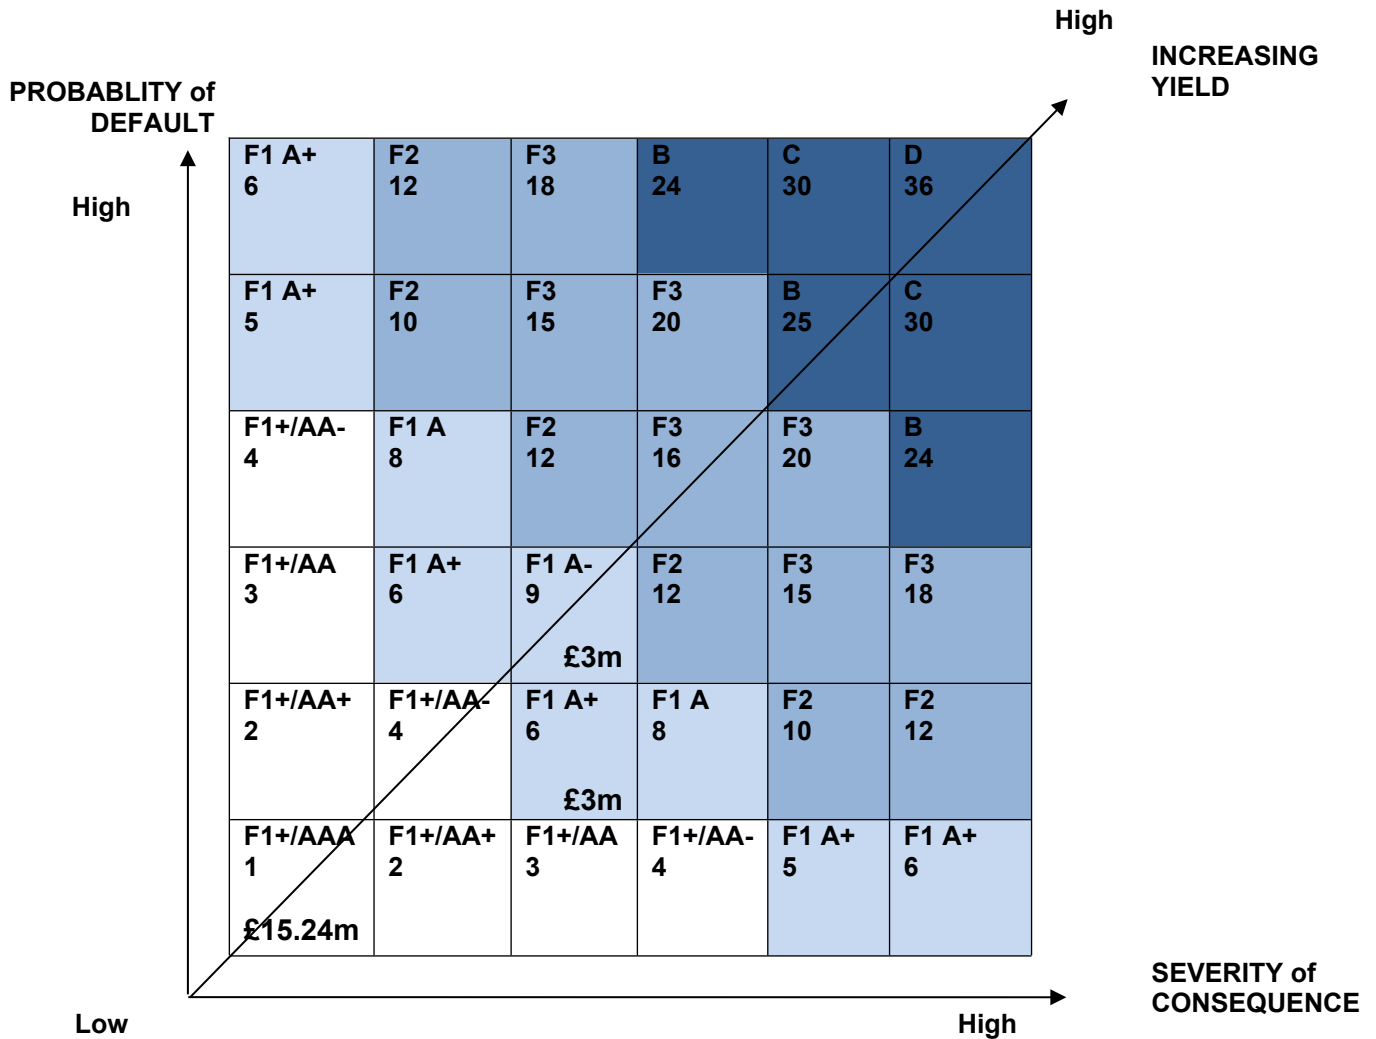 High
INCREASING
YIELD
PROBABLITY of
DEFAULT
High
F1 A+
6
F2
12
F3
18
B
24
C
30
D
36
F1 A+
5
F2
10
F3
15
F3
20
B
25
C
30
F1+/AA-
4
F1 A
8
F2
12
F3
16
F3
20
B
24
F1+/AA
3
F1 A+
6
F1 A-
9
£3m
F2
12
F3
15
F3
18
F1+/AA+
2
F1+/AA-
4
F1 A+
6
£3m
F1 A
8
F2
10
F2
12
F1+/AAA
1
£15.24m
F1+/AA+
2
F1+/AA
3
F1+/AA-
4
F1 A+
5
F1 A+
6
SEVERITY of
CONSEQUENCE
Low
High